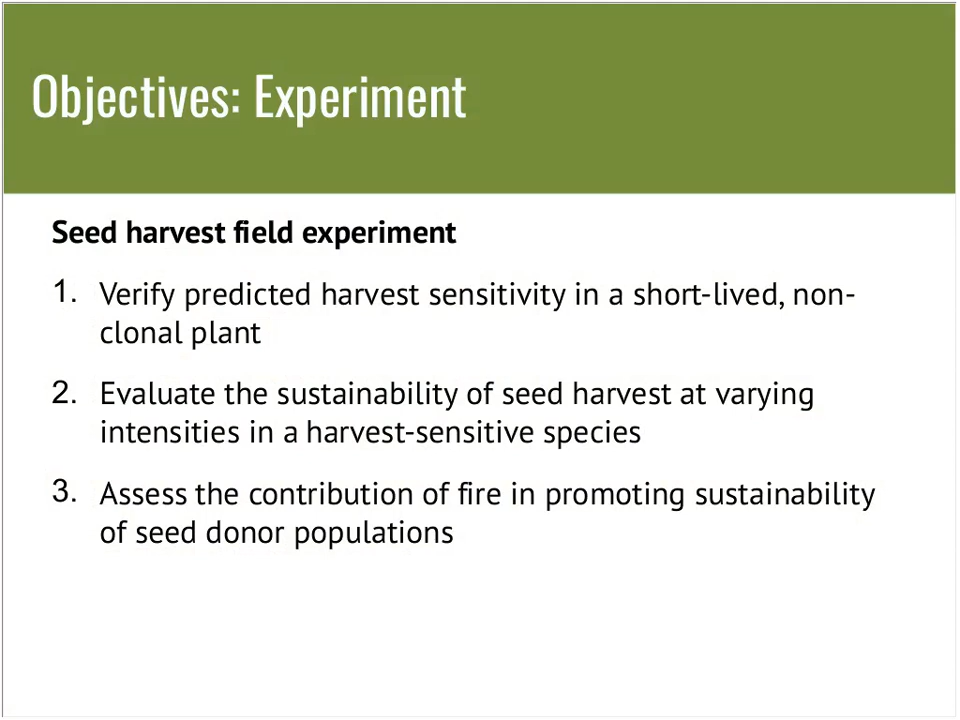 Objectives: Experiment
Seed harvest field experiment
1. Verify predicted harvest sensitivity in a short-lived, non-
clonal plant
2. Evaluate the sustainability of seed harvest at varying
intensities in a harvest-sensitive species
3. Assess the contribution of fire in promoting sustainability
of seed donor populations